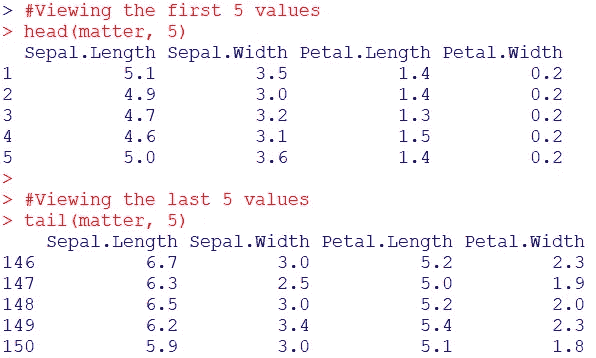 > #Viewing the first 5 values
> head(matter, 5)
  Sepal.Length Sepal.Width Petal.Length Petal.Width
1          5.1         3.5          1.4         0.2
2          4.9         3.0          1.4         0.2
3          4.7         3.2          1.3         0.2
4          4.6         3.1          1.5         0.2
5          5.0         3.6          1.4         0.2
>
> #Viewing the last 5 values
> tail(matter, 5)
    Sepal.Length Sepal.Width Petal.Length Petal.Width
146          6.7         3.0          5.2         2.3
147          6.3         2.5          5.0         1.9
148          6.5         3.0          5.2         2.0
149          6.2         3.4          5.4         2.3
150          5.9         3.0          5.1         1.8